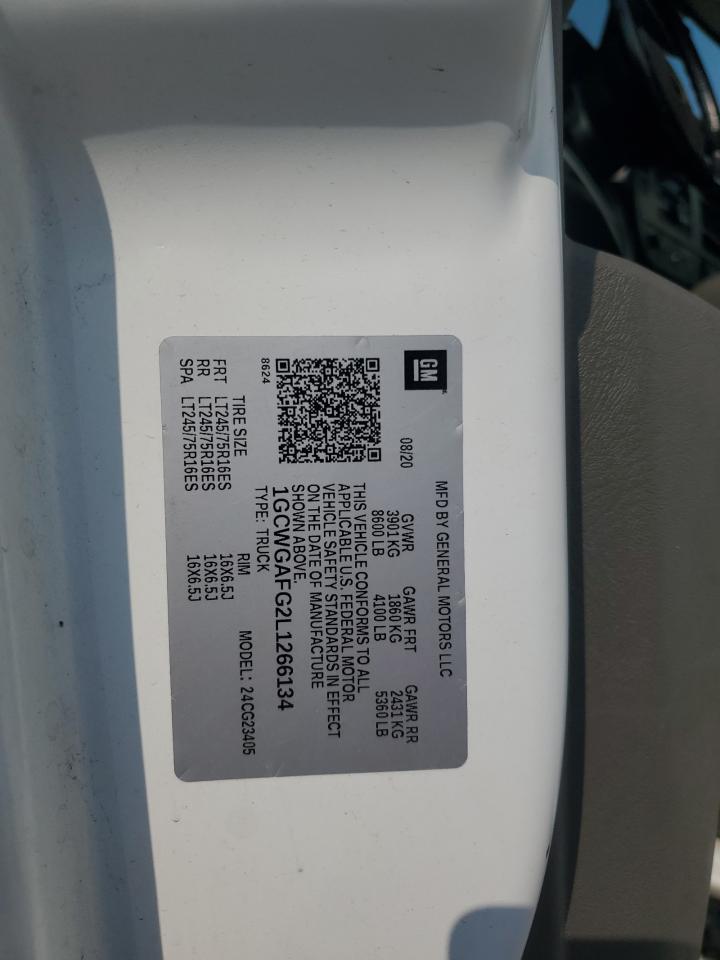 GM
MFD BY GENERAL MOTORS LLC
08/20
GVWR GAWR FRT GAWR RR
3901 KG 1860 KG 2431 KG
8600 LB 4100 LB 5360 LB
THIS VEHICLE CONFORMS TO ALL
APPLICABLE U.S. FEDERAL MOTOR
VEHICLE SAFETY STANDARDS IN EFFECT
ON THE DATE OF MANUFACTURE
SHOWN ABOVE.
1GCWGAFG2L1266134
8624
TYPE: TRUCK MODEL: 24CG23405
TIRE SIZE RIM
FRT LT245/75R16ES 16X6.5J
RR LT245/75R16ES 16X6.5J
SPA LT245/75R16ES 16X6.5J